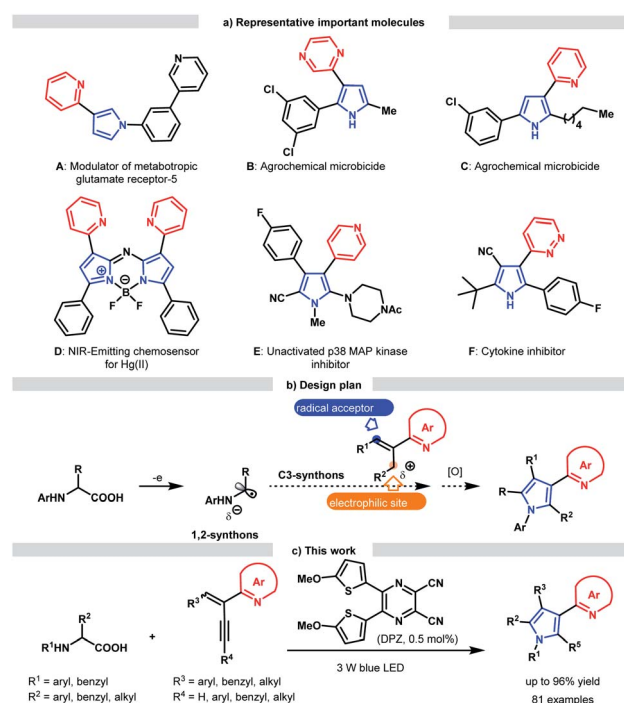 a) Representative important molecules
A: Modulator of metabotropic
glutamate receptor-5
B: Agrochemical microbicide
C: Agrochemical microbicide
N
N
N
N
N
Cl
Cl
N
H
Me
N
Cl
N
H
4
Me
D: NIR-Emitting chemosensor
for Hg(II)
E: Unactivated p38 MAP kinase
inhibitor
F: Cytokine inhibitor
N
N
N
N
N
B
F
F
⊕
⊖
F
N
NC
N
Me
N
NAc
NC
N
N
N
H
F
b) Design plan
radical acceptor
R1
Ar
N
R2
δ
⊕
electrophilic site
ArHN
R
COOH
-e
ArHN
R
δ
⊖
1,2-synthons
C3-synthons
[O]
R1
R
N
Ar
R2
Ar
N
c) This work
R1HN
R2
COOH
+
R3
Ar
N
R4
MeO
S
N
CN
MeO
S
N
CN
(DPZ, 0.5 mol%)
3 W blue LED
R3
R2
N
R1
R5
Ar
N
R1 = aryl, benzyl
R2 = aryl, benzyl, alkyl
R3 = aryl, benzyl, alkyl
R4 = H, aryl, benzyl, alkyl
up to 96% yield
81 examples